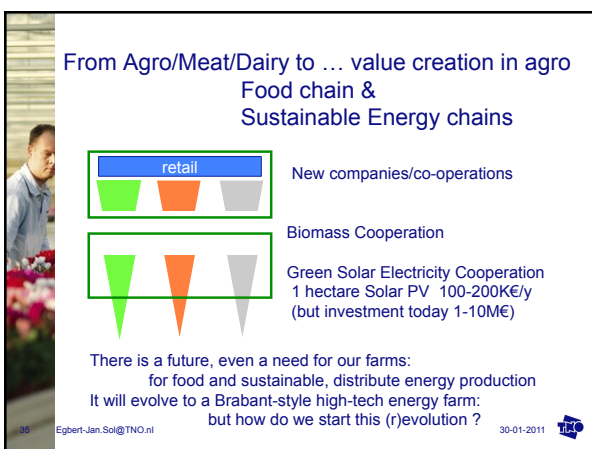 From Agro/Meat/Dairy to … value creation in agro
Food chain &
Sustainable Energy chains
retail
New companies/co-operations
Biomass Cooperation
Green Solar Electricity Cooperation
1 hectare Solar PV 100-200K€/y
(but investment today 1-10M€)
There is a future, even a need for our farms:
for food and sustainable, distribute energy production
It will evolve to a Brabant-style high-tech energy farm:
but how do we start this (r)evolution ?
35 Egbert-Jan.Sol@TNO.nl 30-01-2011 TNO